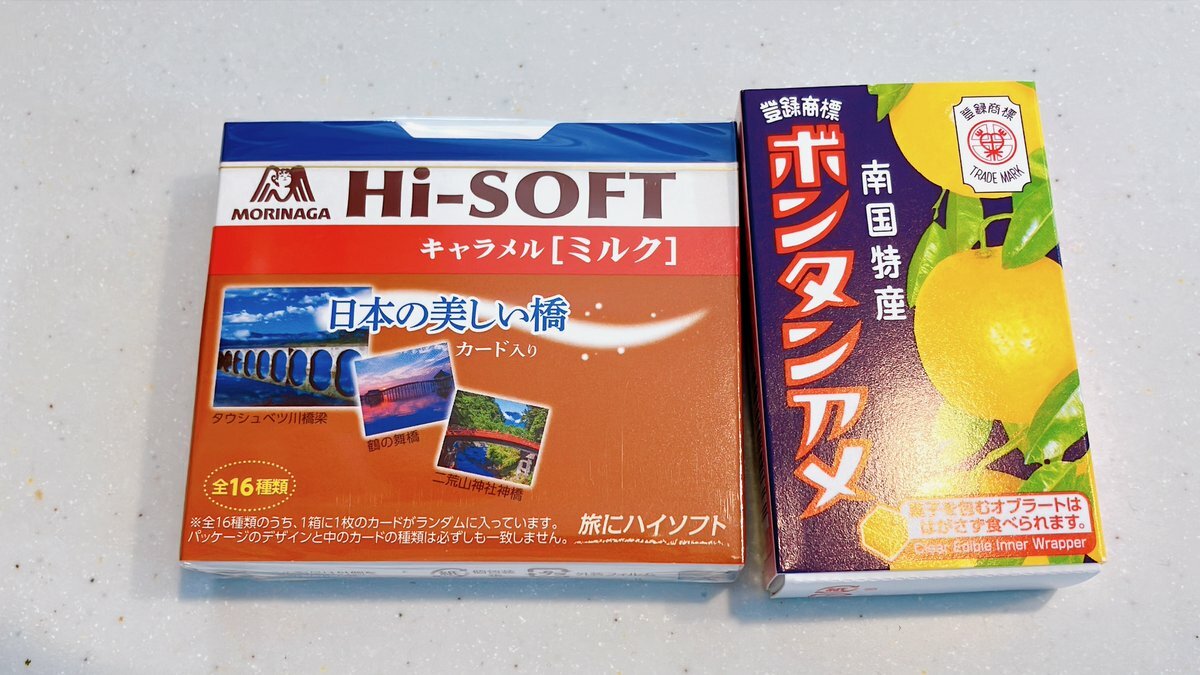 MORINAGA
Hi-SOFT
キャラメル［ミルク］
日本の美しい橋
カード入り
タウシュベツ川橋梁
鶴の舞橋
二荒山神社神橋
全16種類
※全16種類のうち、1箱に1枚のカードがランダムに入っています。
パッケージのデザインと中のカードの種類は必ずしも一致しません。
旅にハイソフト
登録商標
ボンタンアメ
南国特産
登録商標
TRADE MARK
菓子を包むオブラートは
はがさず食べられます。
Clear Edible Inner Wrapper